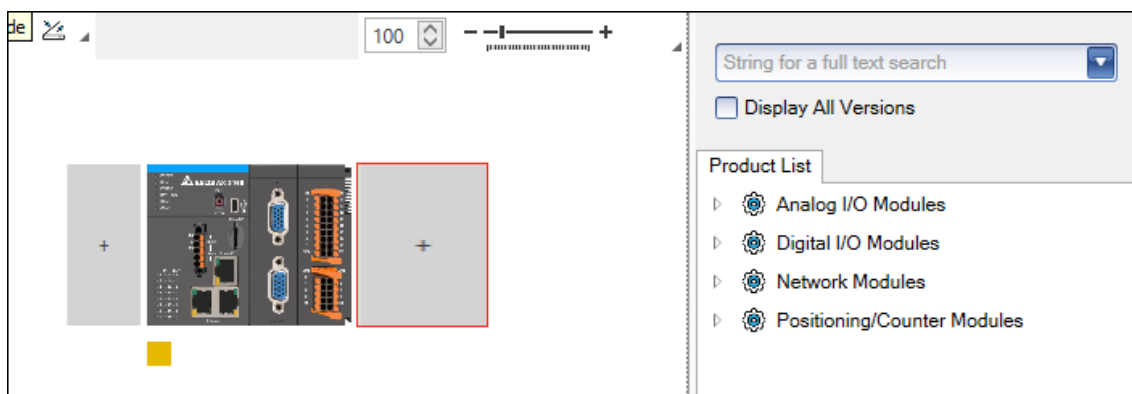 de
100
String for a full text search
Display All Versions
Product List
Analog I/O Modules
Digital I/O Modules
Network Modules
Positioning/Counter Modules